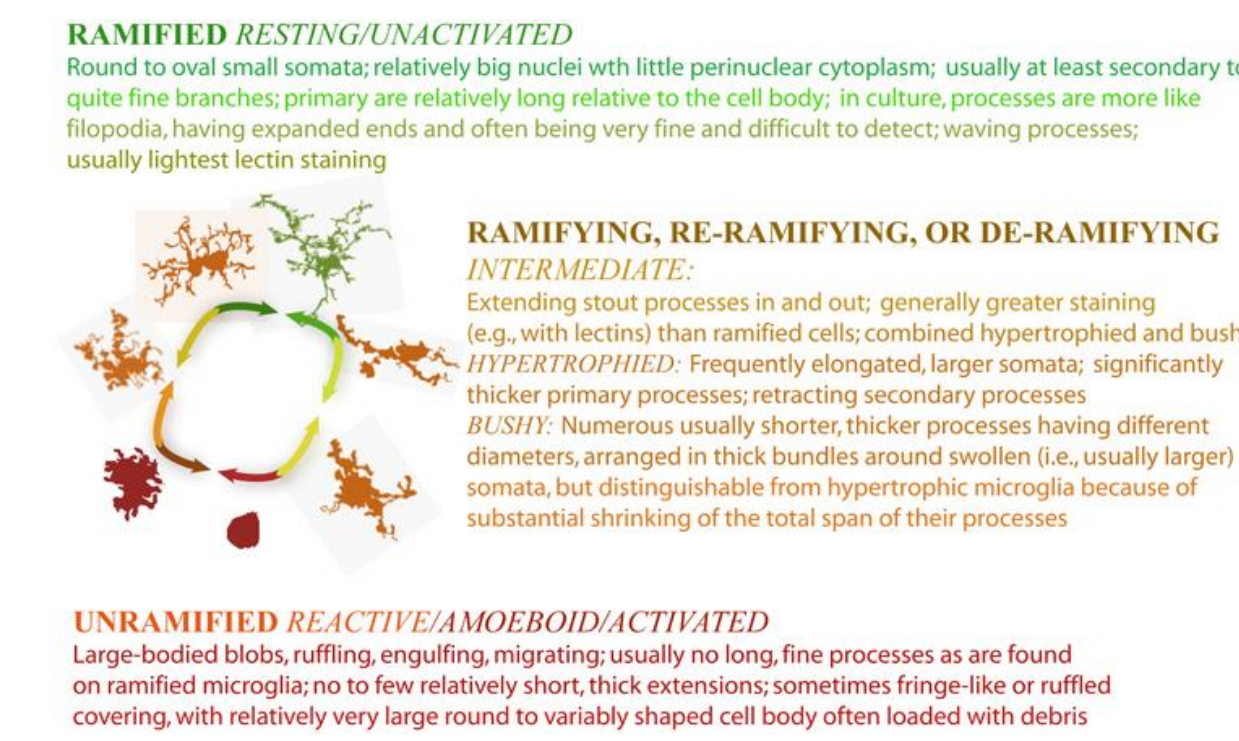 RAMIFIED RESTING/UNACTIVATED
Round to oval small somata; relatively big nuclei wth little perinuclear cytoplasm; usually at least secondary to
quite fine branches; primary are relatively long relative to the cell body; in culture, processes are more like
filopodia, having expanded ends and often being very fine and difficult to detect; waving processes;
usually lightest lectin staining
RAMIFYING, RE-RAMIFYING, OR DE-RAMIFYING
INTERMEDIATE:
Extending stout processes in and out; generally greater staining
(e.g., with lectins) than ramified cells; combined hypertrophied and bush
HYPERTROPHIED: Frequently elongated, larger somata; significantly
thicker primary processes; retracting secondary processes
BUSHY: Numerous usually shorter, thicker processes having different
diameters, arranged in thick bundles around swollen (i.e., usually larger)
somata, but distinguishable from hypertrophic microglia because of
substantial shrinking of the total span of their processes
UNRAMIFIED REACTIVE/AMOEBOID/ACTIVATED
Large-bodied blobs, ruffling, engulfing, migrating; usually no long, fine processes as are found
on ramified microglia; no to few relatively short, thick extensions; sometimes fringe-like or ruffled
covering, with relatively very large round to variably shaped cell body often loaded with debris